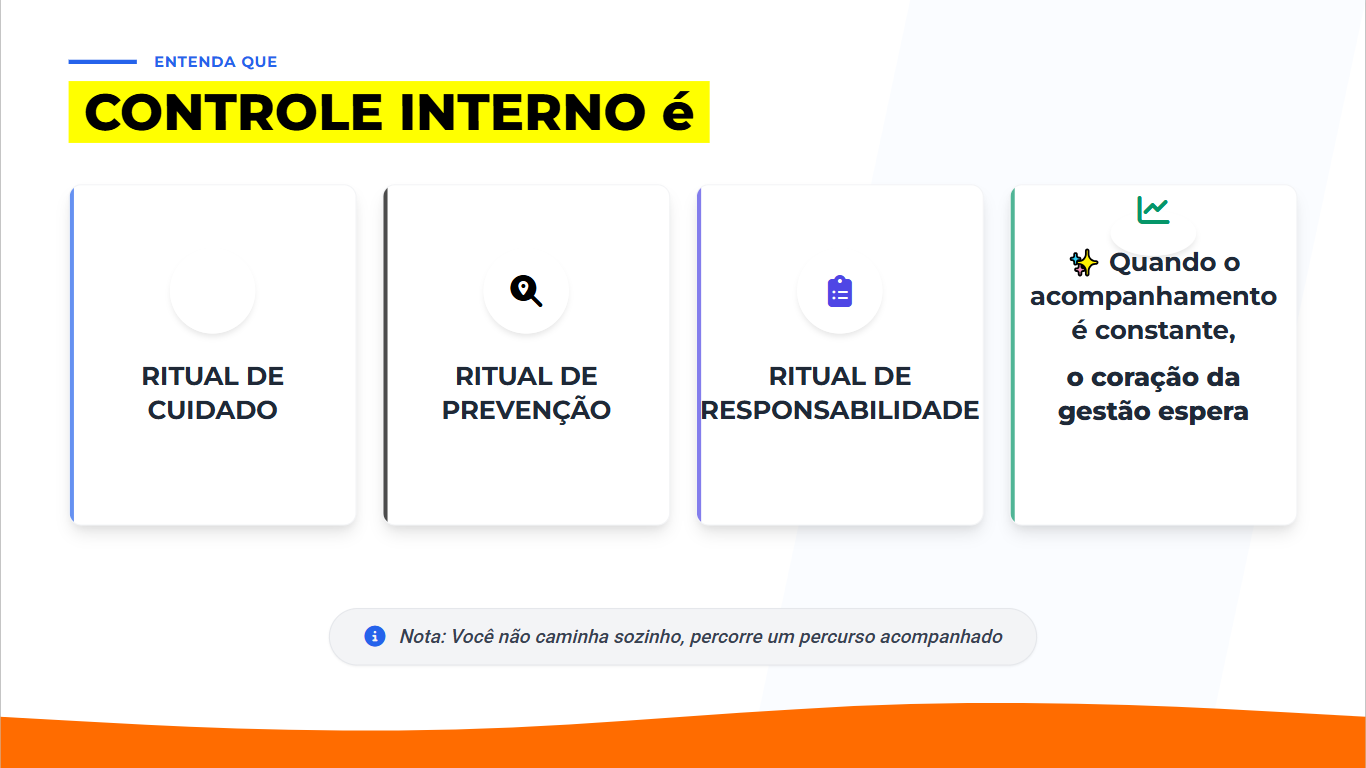 ENTENDA QUE
CONTROLE INTERNO é
RITUAL DE
CUIDADO
RITUAL DE
PREVENÇÃO
RITUAL DE
RESPONSABILIDADE
✨ Quando o
acompanhamento
é constante,
o coração da
gestão espera
Nota: Você não caminha sozinho, percorre um percurso acompanhado